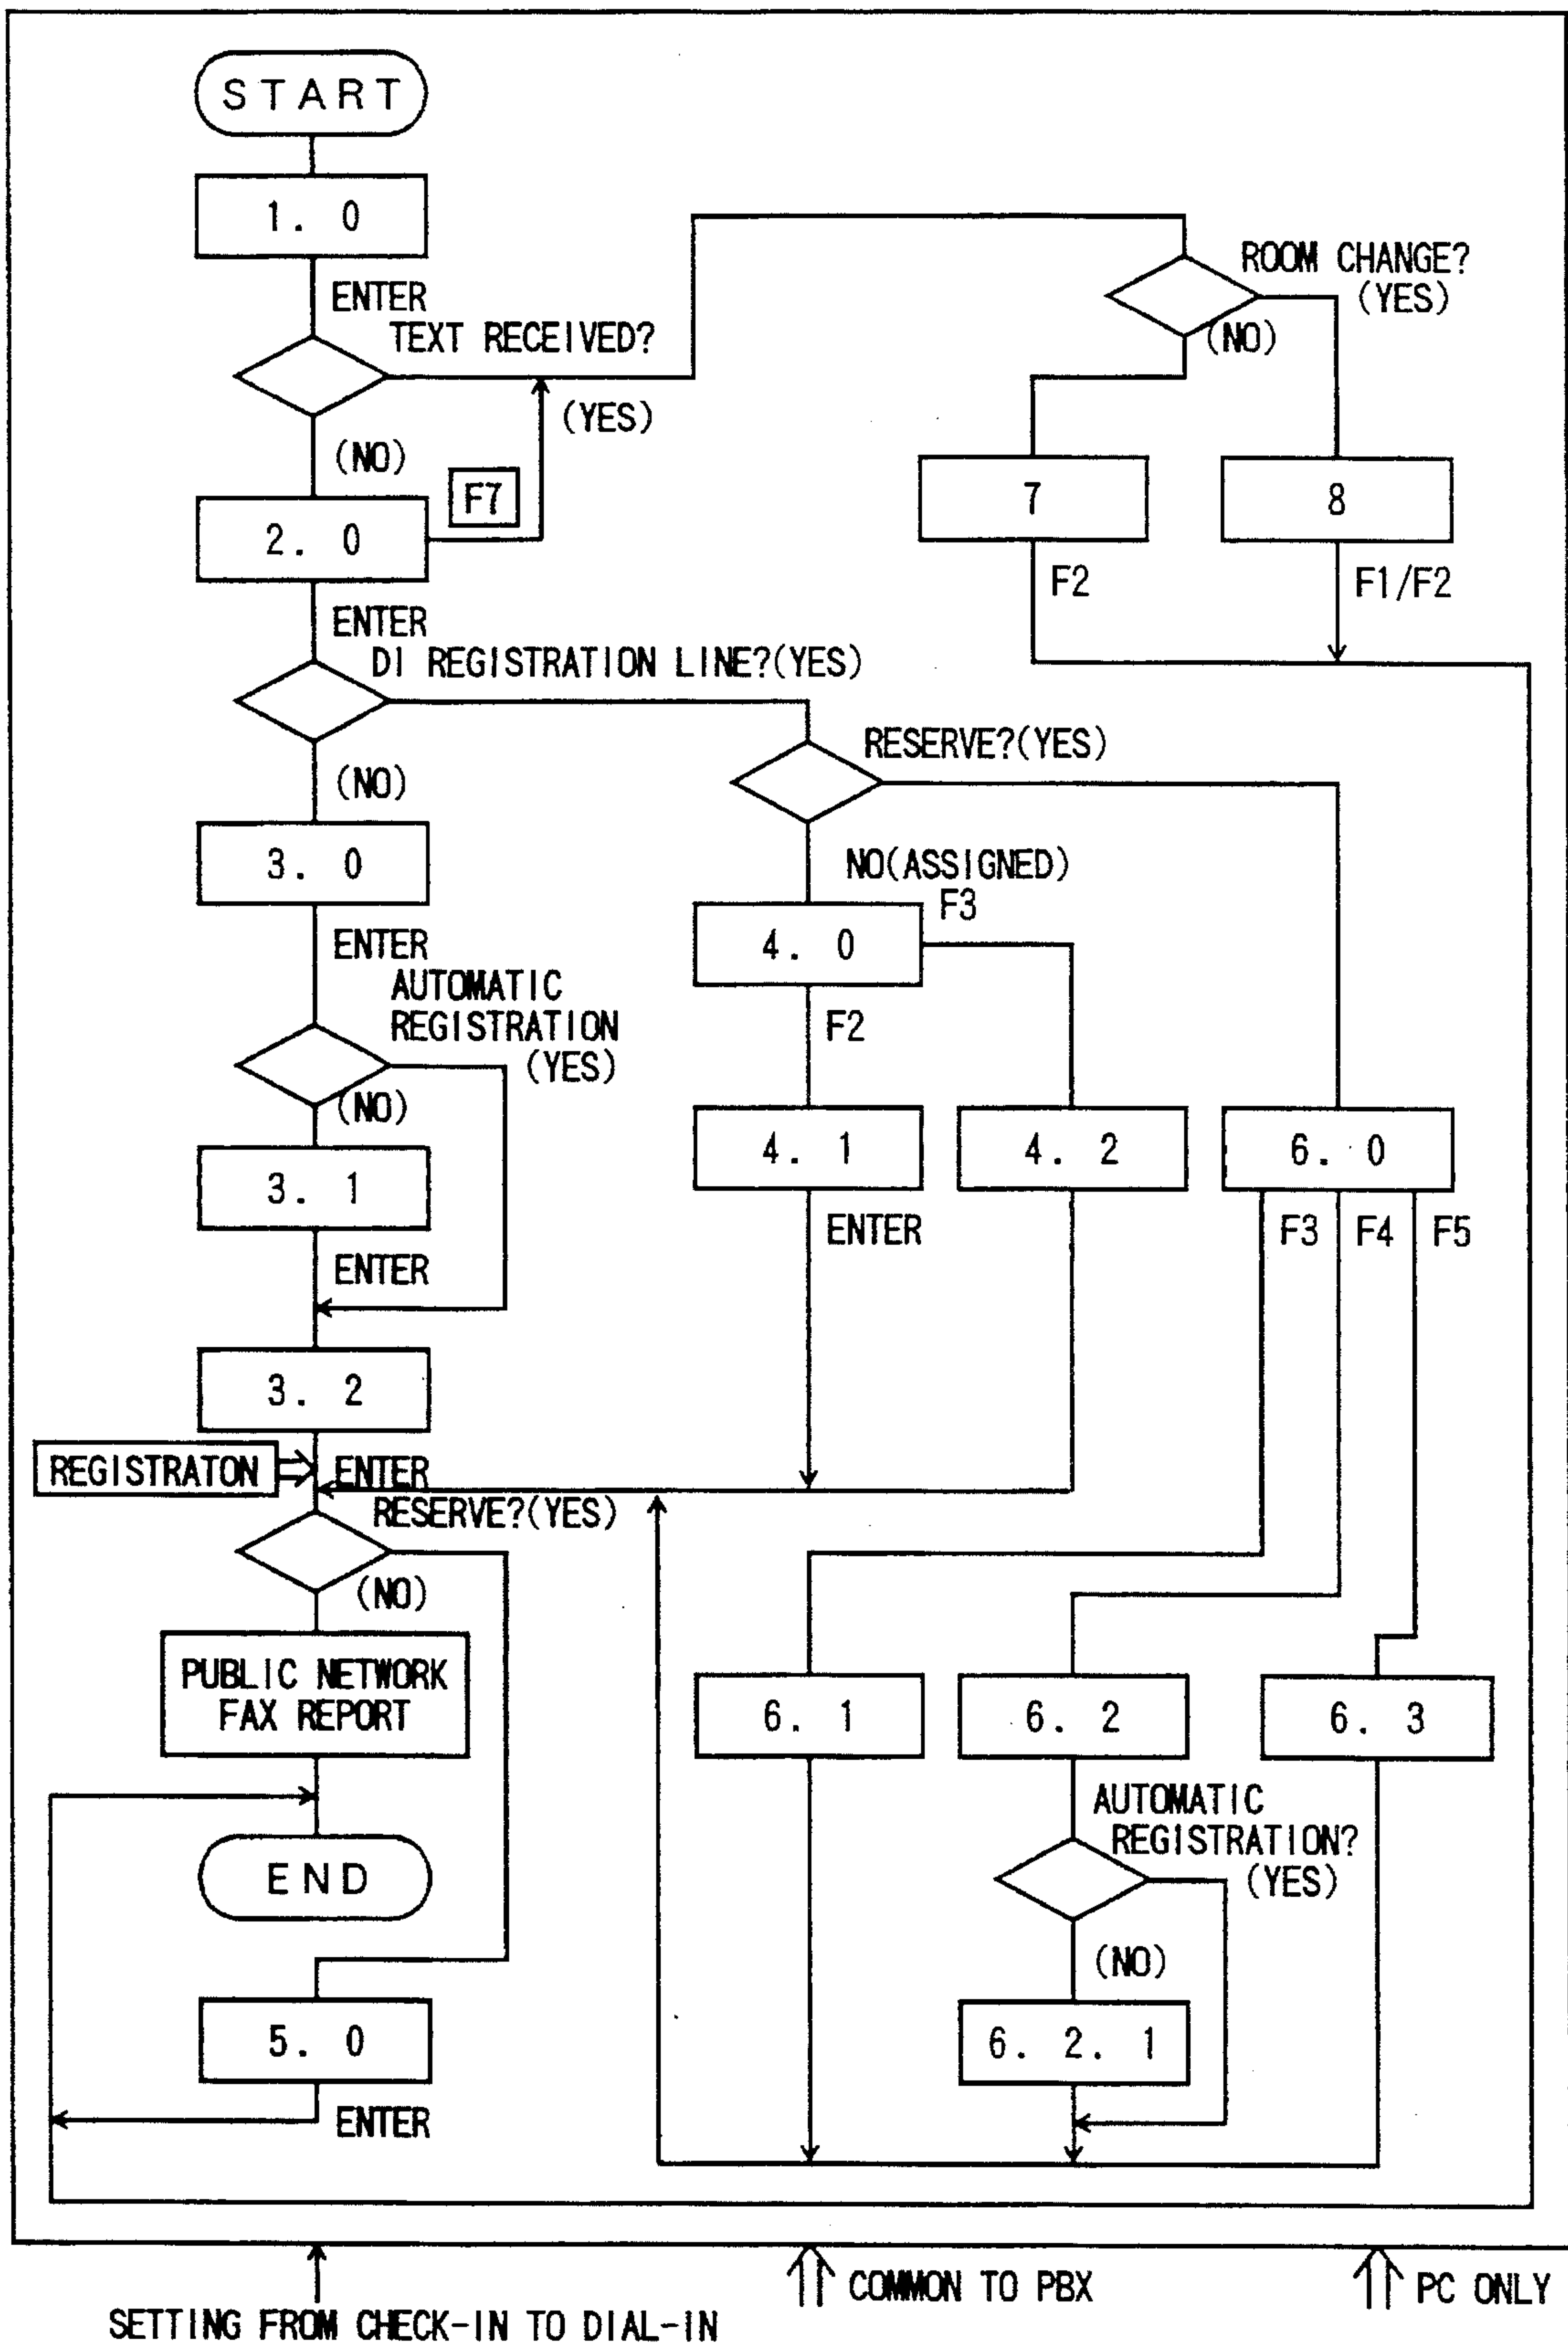 START
1. 0
ENTER
TEXT RECEIVED?
(YES)
(NO)
F7
2. 0
ROOM CHANGE?
(YES)
(NO)
7
8
F2
F1/F2
ENTER
DI REGISTRATION LINE?(YES)
(NO)
RESERVE?(YES)
NO(ASSIGNED)
3. 0
4. 0
F3
ENTER
AUTOMATIC
REGISTRATION
(YES)
(NO)
F2
3. 1
4. 1
4. 2
6. 0
ENTER
ENTER
F3
F4
F5
3. 2
REGISTRATON
ENTER
RESERVE?(YES)
(NO)
PUBLIC NETWORK
FAX REPORT
6. 1
6. 2
6. 3
AUTOMATIC
REGISTRATION?
(YES)
(NO)
END
5. 0
6. 2. 1
ENTER
COMMON TO PBX
PC ONLY
SETTING FROM CHECK-IN TO DIAL-IN